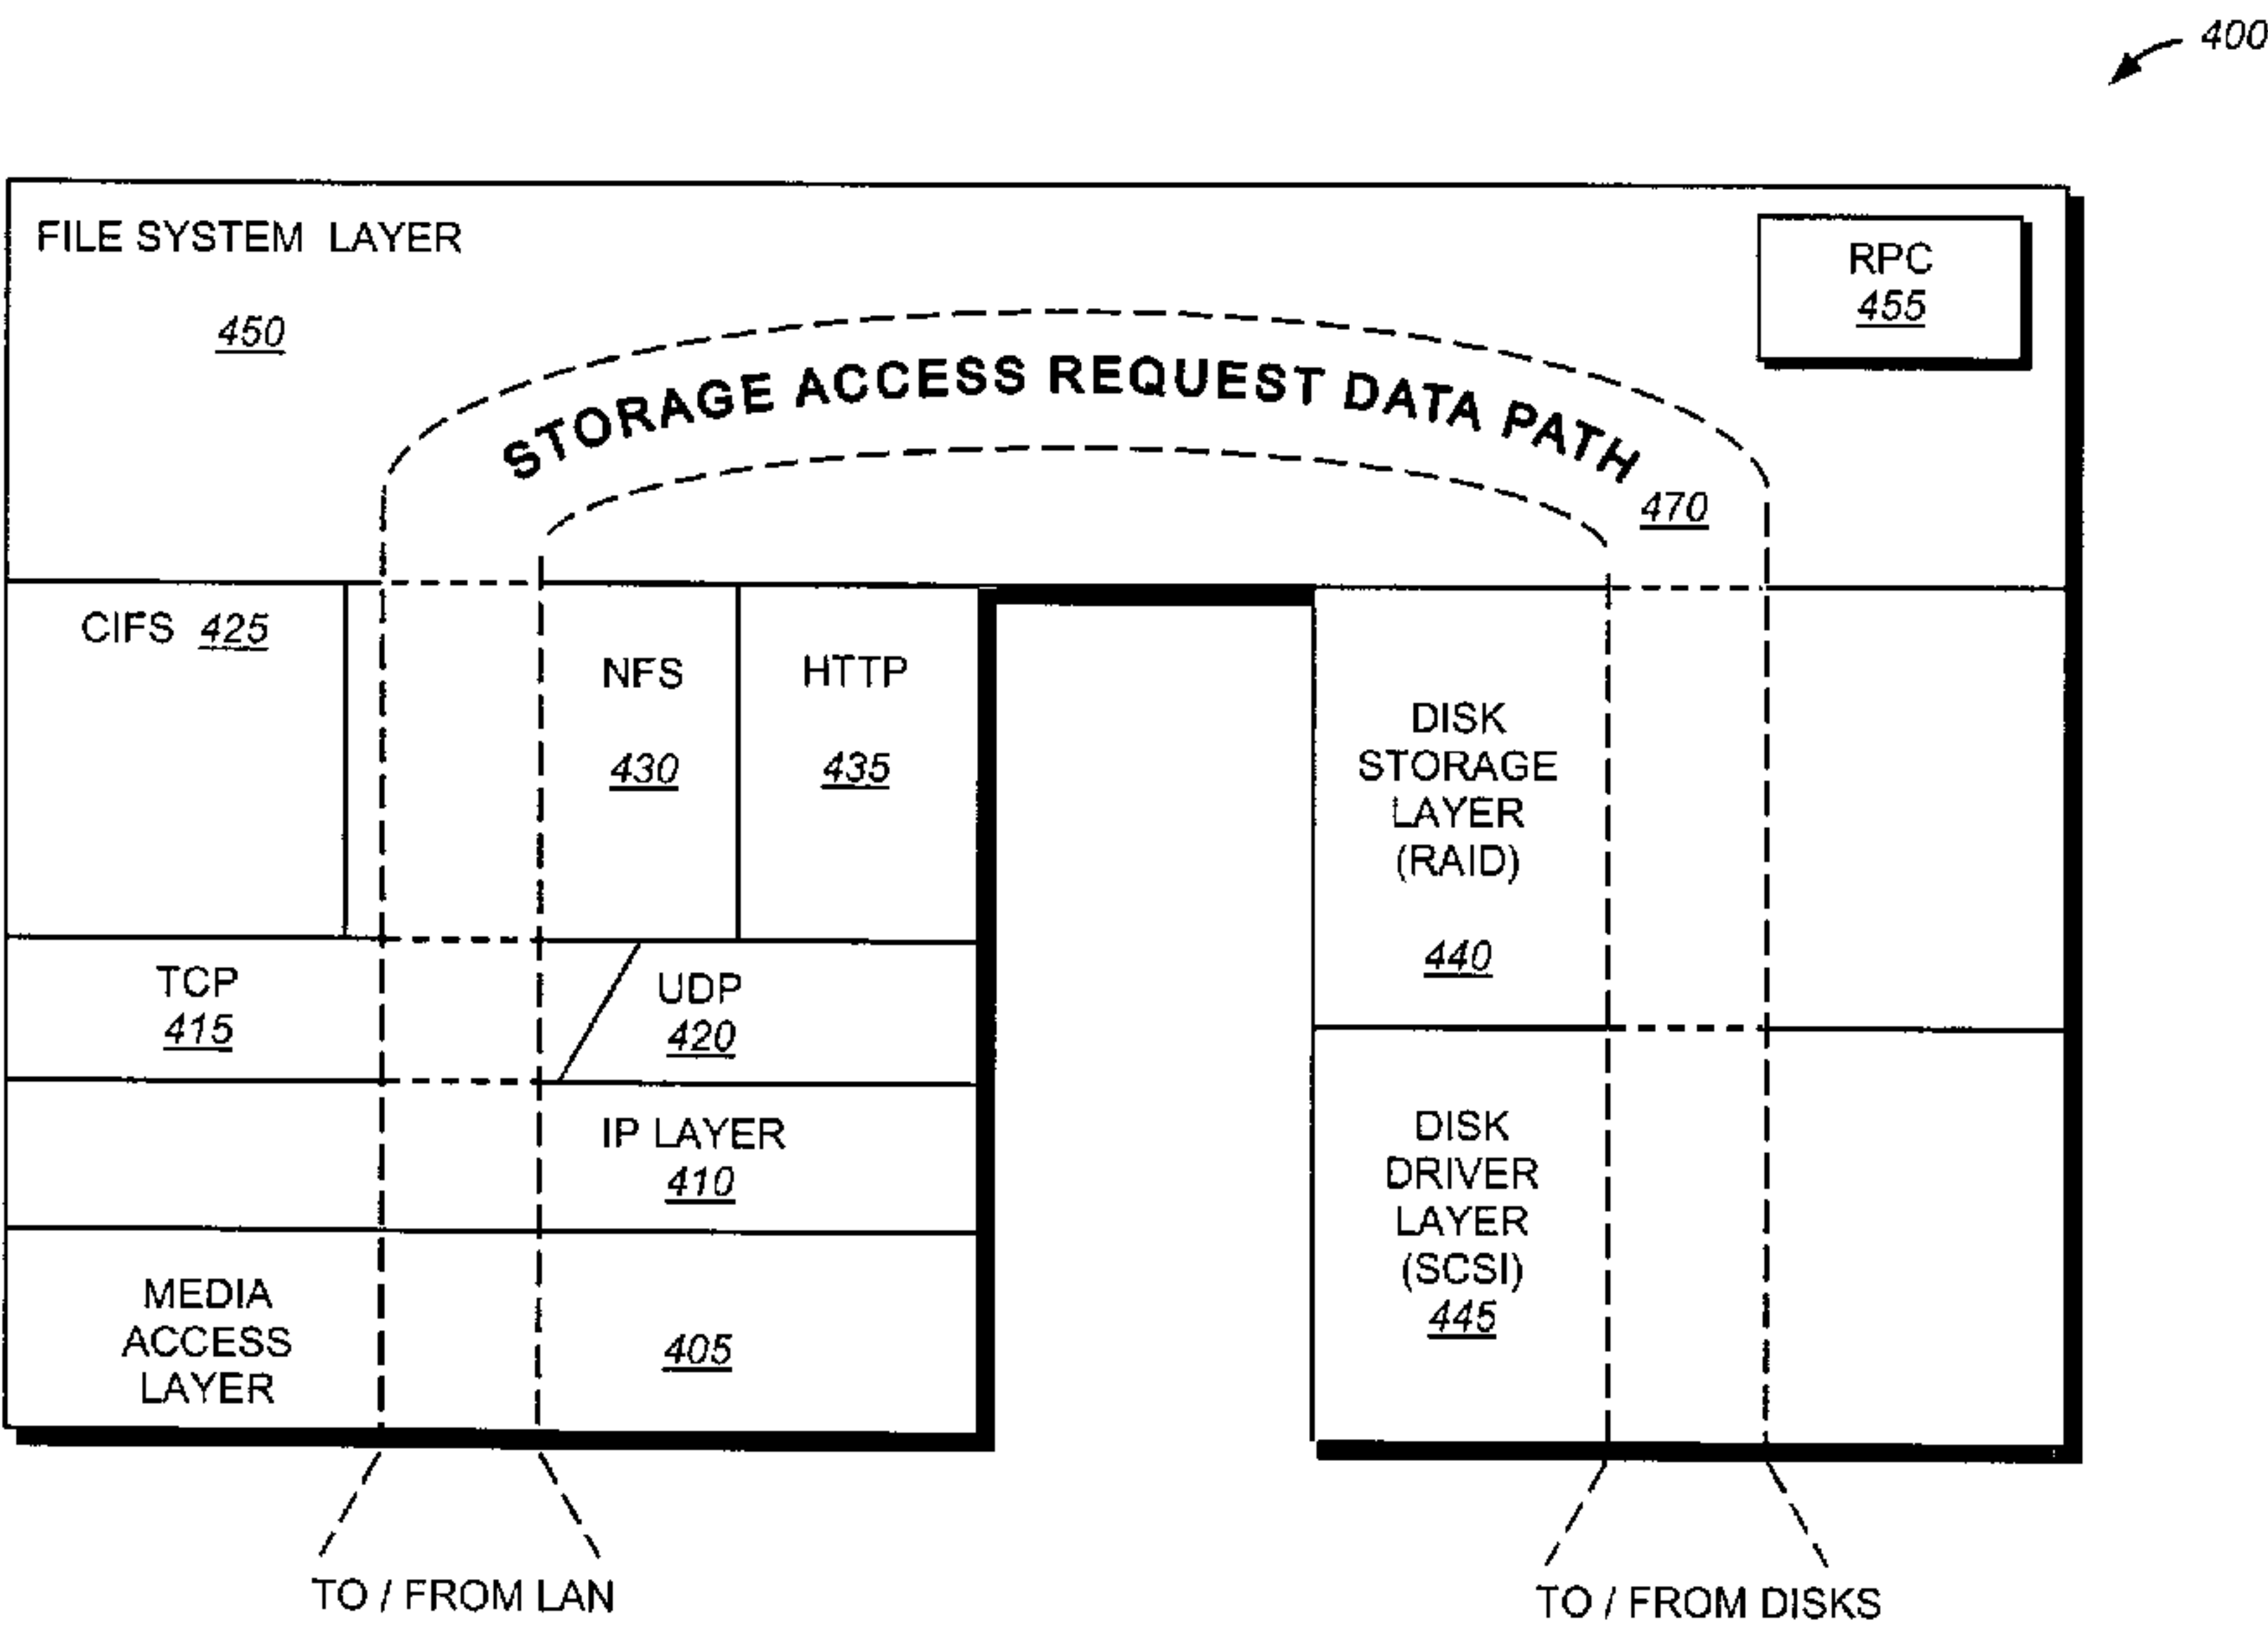 400
FILE SYSTEM LAYER
450
RPC
455
STORAGE ACCESS REQUEST DATA PATH
470
CIFS 425
NFS
430
HTTP
435
TCP
415
UDP
420
IP LAYER
410
MEDIA
ACCESS
LAYER
405
DISK
STORAGE
LAYER
(RAID)
440
DISK
DRIVER
LAYER
(SCSI)
445
TO / FROM LAN
TO / FROM DISKS